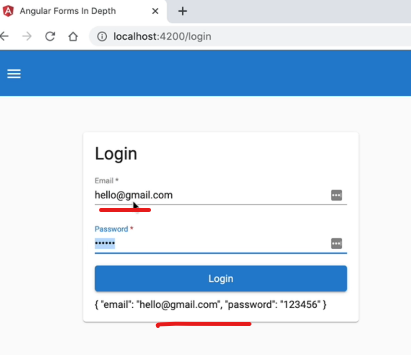 Angular Forms In Depth
localhost:4200/login
Login
Email *
hello@gmail.com
Password *
••••••
Login
{ "email": "hello@gmail.com", "password": "123456" }